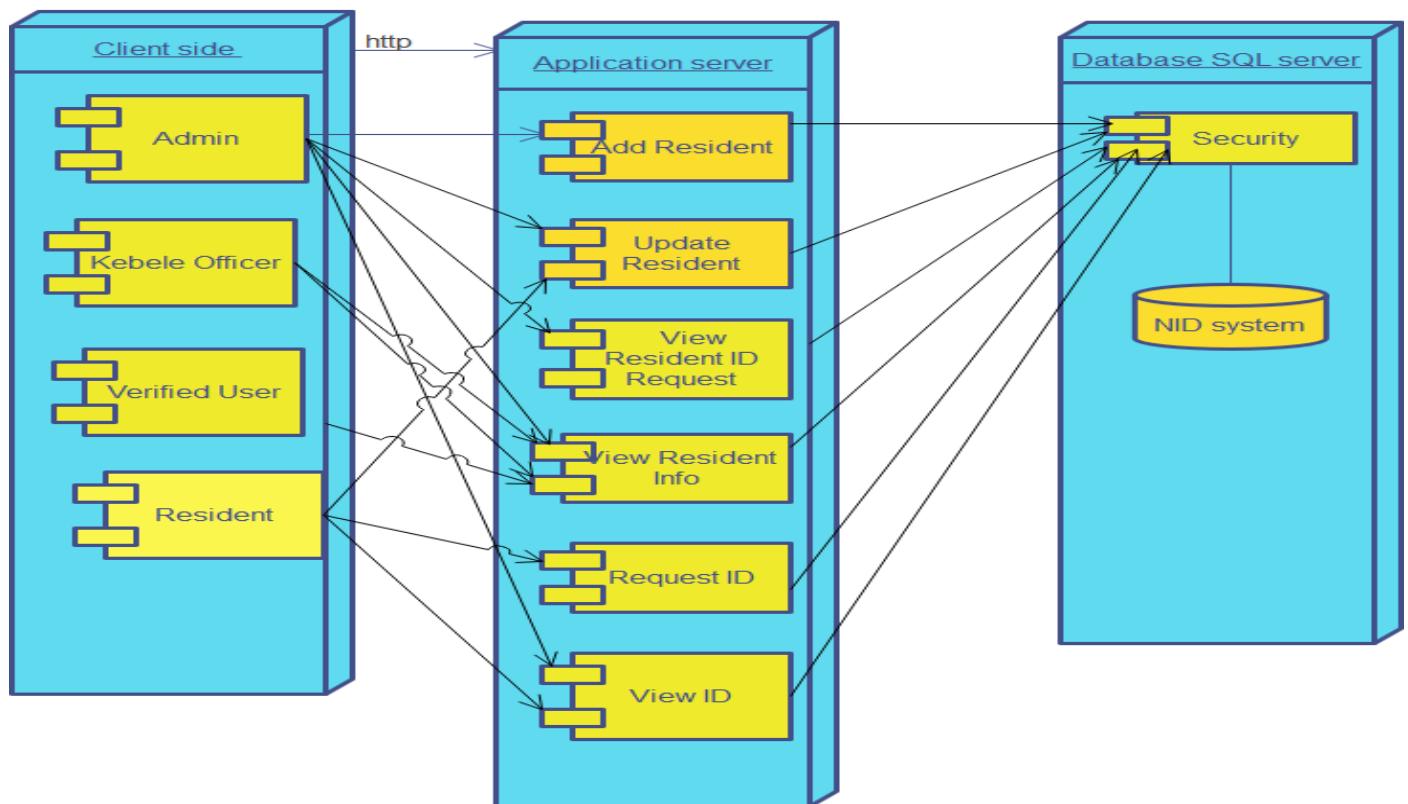 Client side
Admin
Kebele Officer
Verified User
Resident
http
Application server
Add Resident
Update
Resident
View
Resident ID
Request
View Resident
Info
Request ID
View ID
Database SQL server
Security
NID system